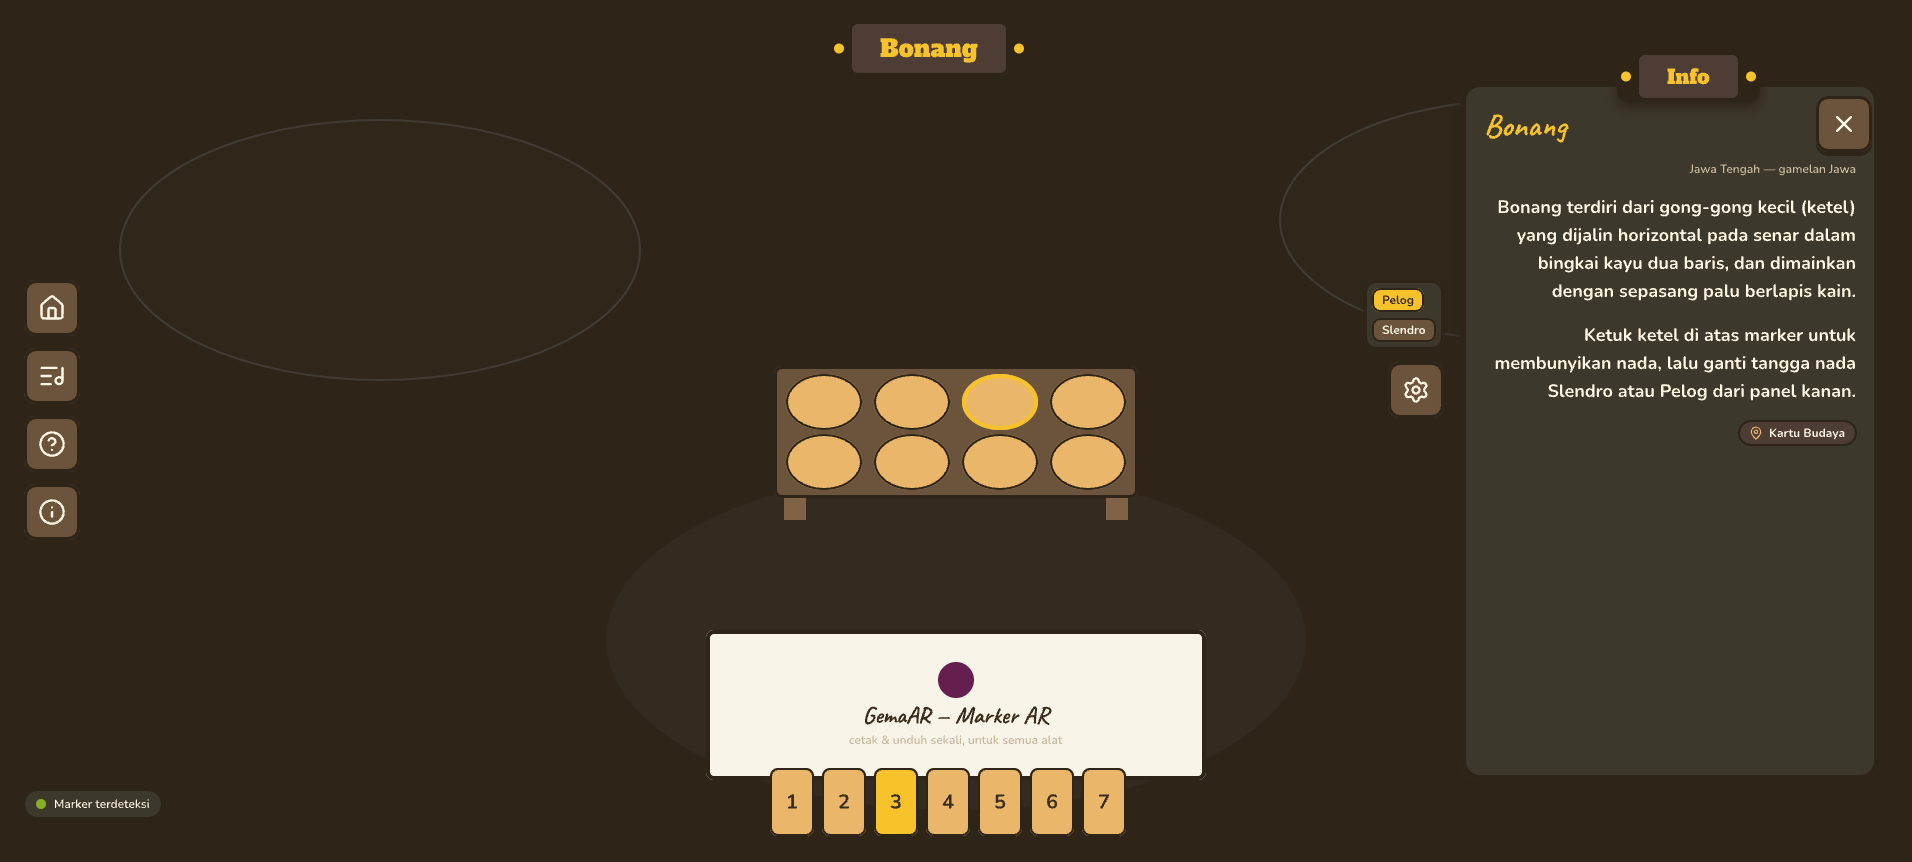 Bonang
Info
Bonang
Jawa Tengah — gamelan Jawa
Bonang terdiri dari gong-gong kecil (ketel)
yang dijalin horizontal pada senar dalam
bingkai kayu dua baris, dan dimainkan
dengan sepasang palu berlapis kain.
Ketuk ketel di atas marker untuk
membunyikan nada, lalu ganti tangga nada
Slendro atau Pelog dari panel kanan.
Kartu Budaya
Pelog
Slendro
GemaAR – Marker AR
cetak & unduh sekali, untuk semua alat
1 2 3 4 5 6 7
Marker terdeteksi